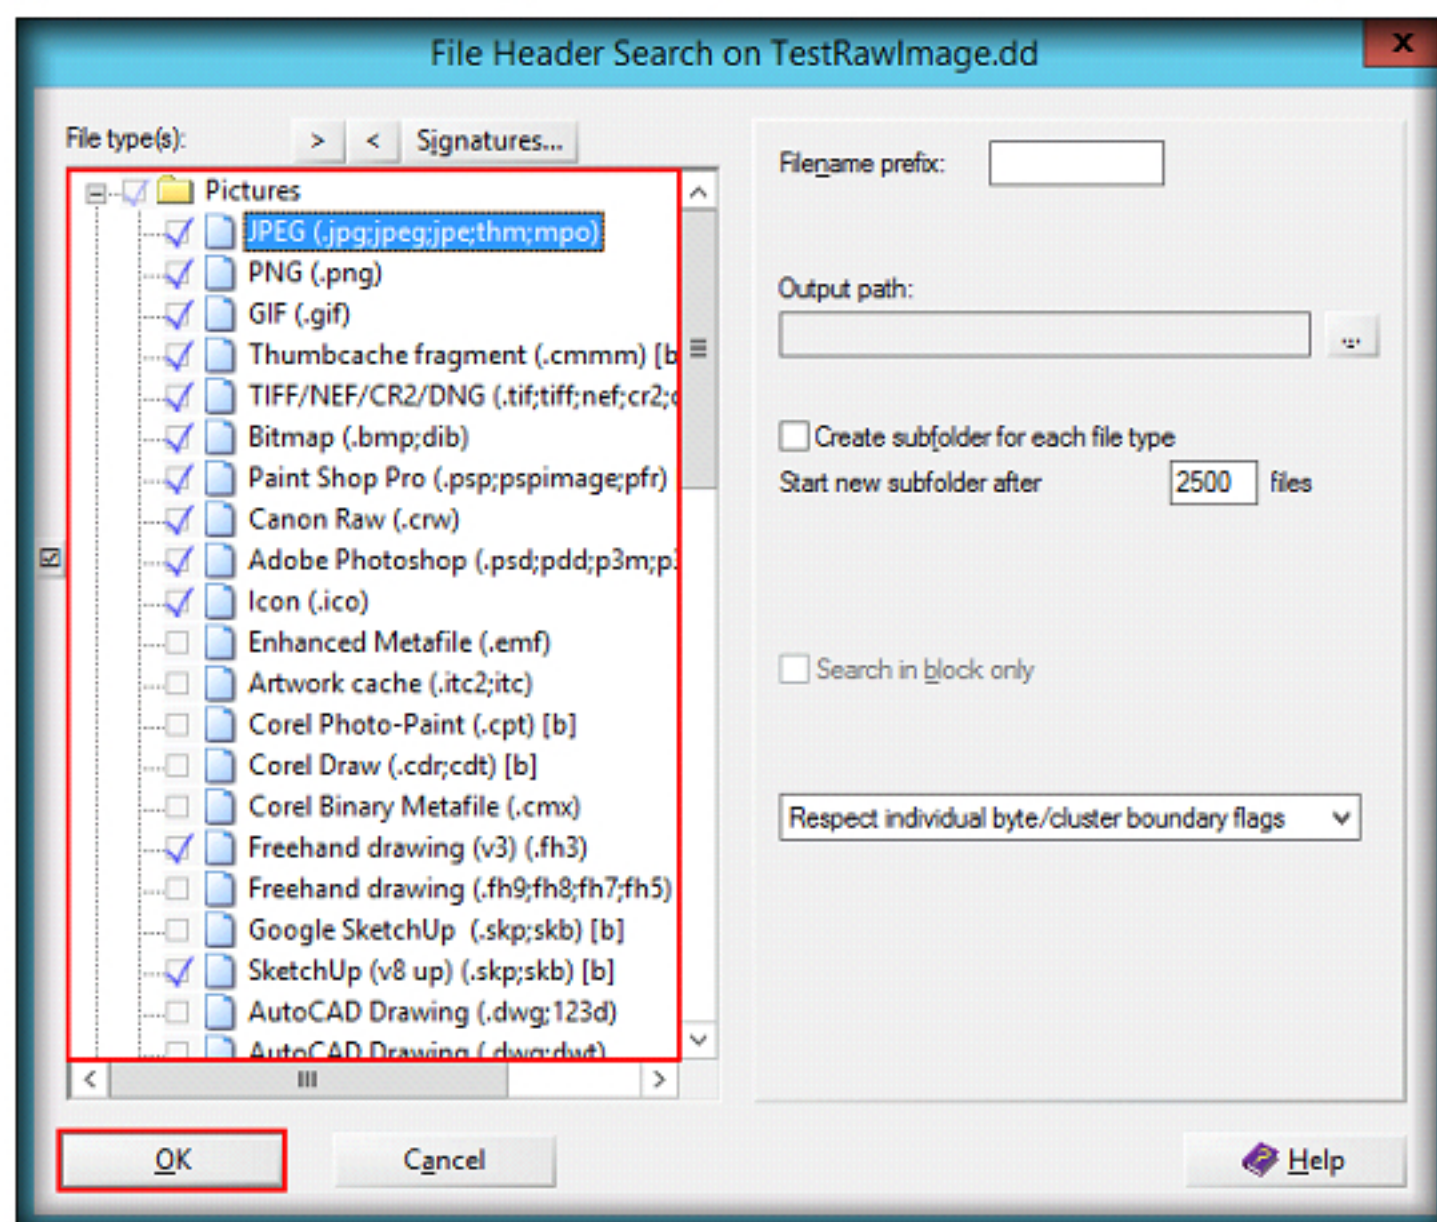 File Header Search on TestRawImage.dd
x
File type(s):
> < Signatures...
Pictures
JPEG (.jpg;jpeg;jpe;thm;mpo)
PNG (.png)
GIF (.gif)
Thumbcache fragment (.cmmm) [b
TIFF/NEF/CR2/DNG (.tif;tiff;nef;cr2;
Bitmap (.bmp;dib)
Paint Shop Pro (.psp;pspimage;pfr)
Canon Raw (.crw)
Adobe Photoshop (.psd;pdd;p3m;p
Icon (.ico)
Enhanced Metafile (.emf)
Artwork cache (.itc2;itc)
Corel Photo-Paint (.cpt) [b]
Corel Draw (.cdr;cdt) [b]
Corel Binary Metafile (.cmx)
Freehand drawing (v3) (.fh3)
Freehand drawing (.fh9;fh8;fh7;fh5)
Google SketchUp (.skp;skb) [b]
SketchUp (v8 up) (.skp;skb) [b]
AutoCAD Drawing (.dwg;123d)
AutoCAD Drawing (.dwg;dwt)
Filename prefix:
Output path:
...
Create subfolder for each file type
Start new subfolder after 2500 files
Search in block only
Respect individual byte/cluster boundary flags
OK
Cancel
Help